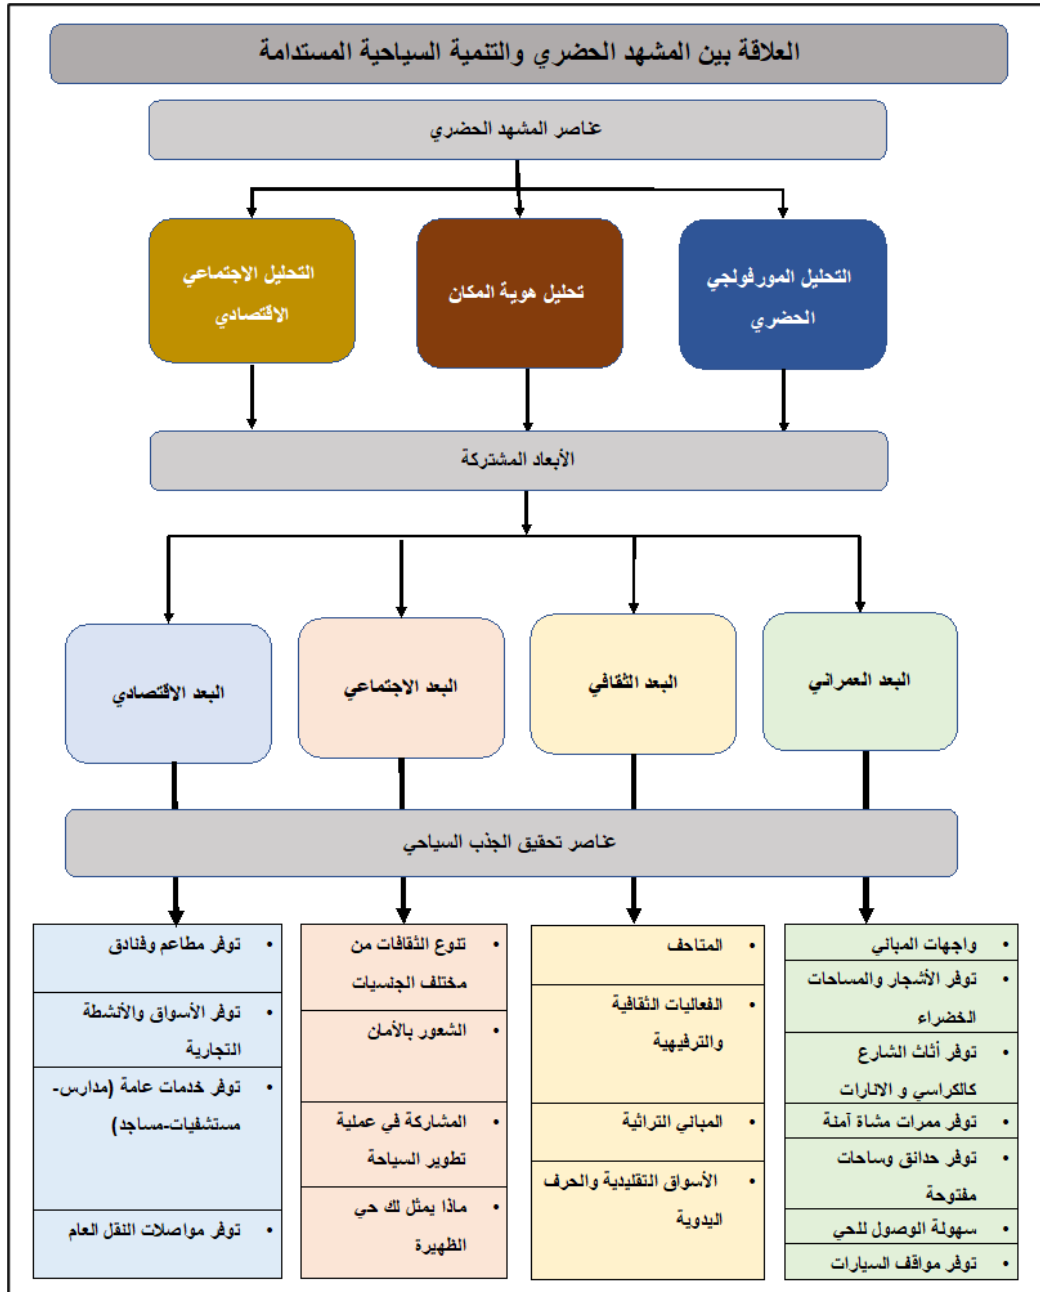 العلاقة بين المشهد الحضري والتنمية السياحية المستدامة
عناصر المشهد الحضري
التحليل المورفولجي
الحضري
تحليل هوية المكان
التحليل الاجتماعي
الاقتصادي
الأبعاد المشتركة
البعد العمراني
البعد الثقافي
البعد الاجتماعي
البعد الاقتصادي
عناصر تحقيق الجذب السياحي
• واجهات المباني
• توفر الأشجار والمساحات
الخضراء
• توفر أثاث الشارع
كالكراسي و الانارات
• توفر ممرات مشاة آمنة
• توفر حدائق وساحات
مفتوحة
• سهولة الوصول للحي
• توفر مواقف السيارات
• المتاحف
• الفعاليات الثقافية
والترفيهية
• المباني التراثية
• الأسواق التقليدية والحرف
اليدوية
• تنوع الثقافات من
مختلف الجنسيات
• الشعور بالأمان
• المشاركة في عملية
تطوير السياحة
• ماذا يمثل لك حي
الظهيرة
• توفر مطاعم وفنادق
• توفر الأسواق والأنشطة
التجارية
• توفر خدمات عامة (مدارس-
مستشفيات-مساجد)
• توفر مواصلات النقل العام